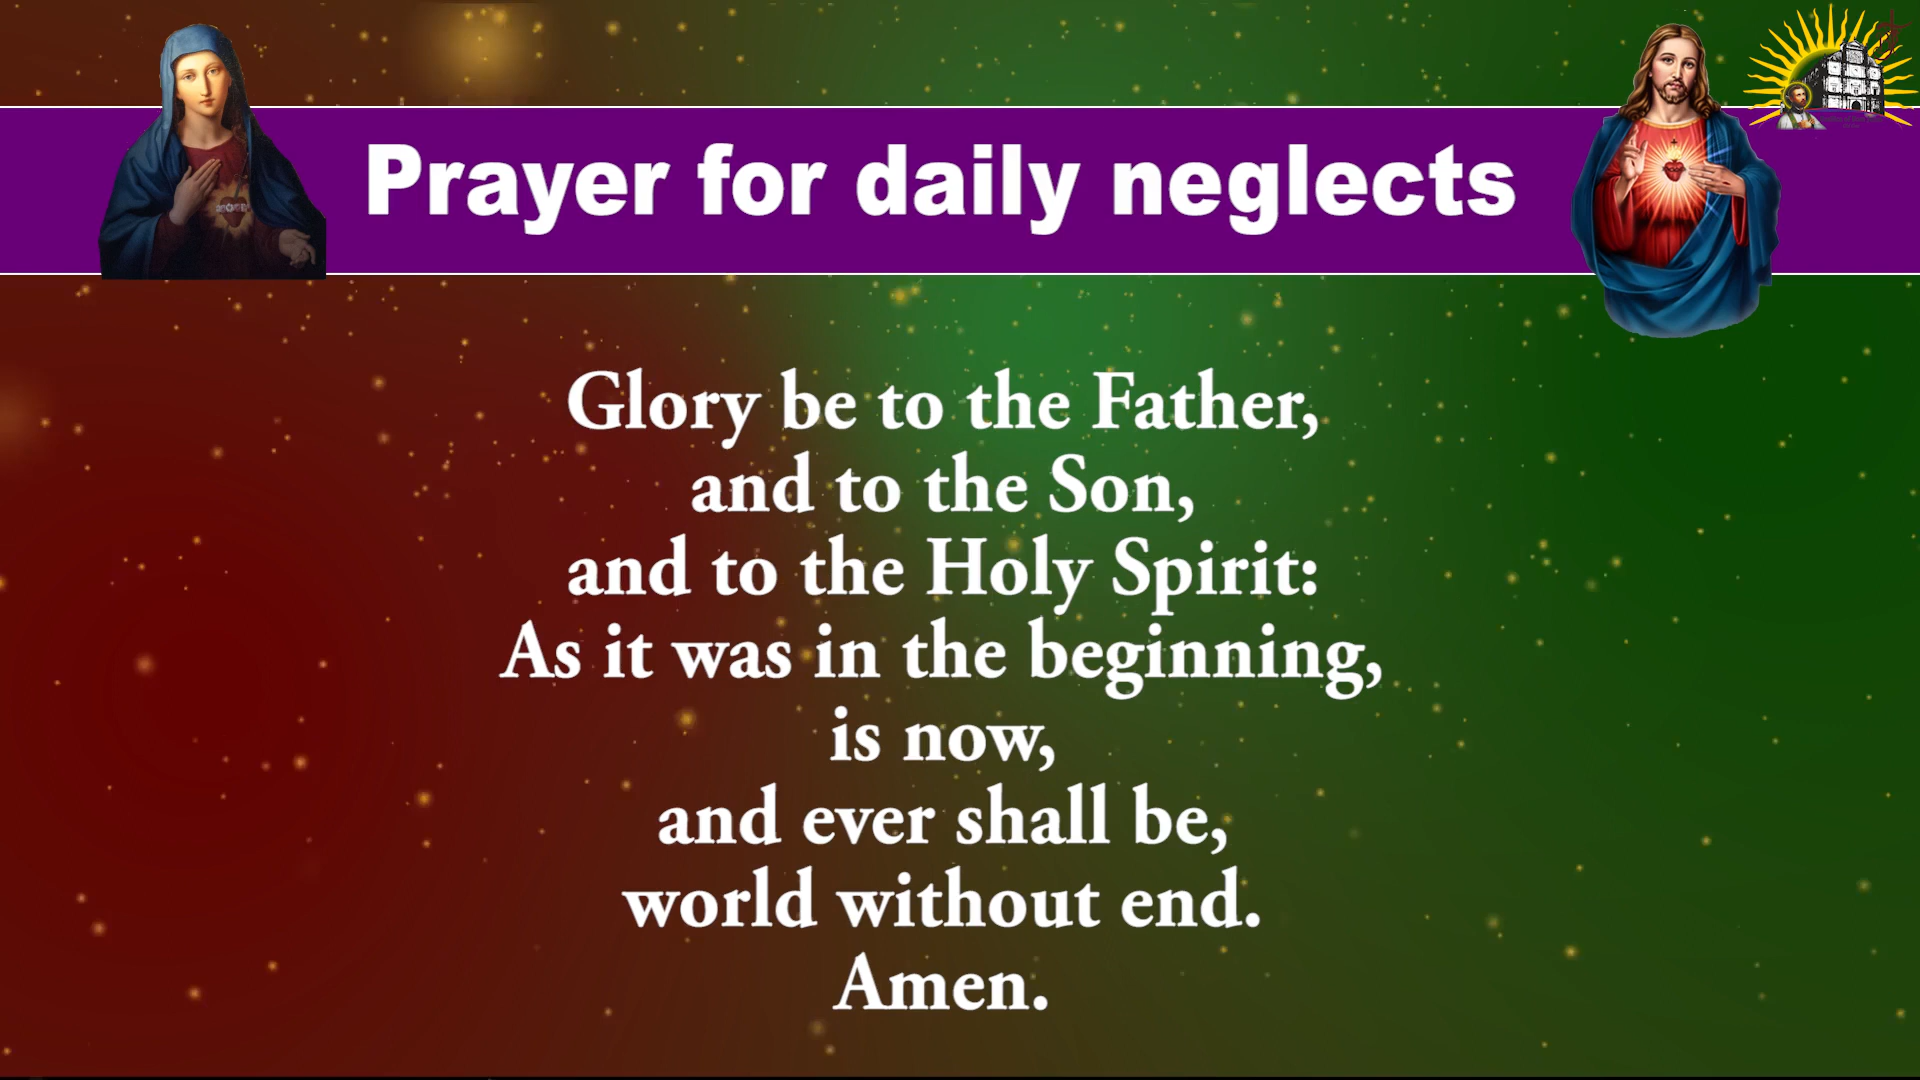 Prayer for daily neglects
Glory be to the Father,
and to the Son,
and to the Holy Spirit:
As it was in the beginning,
is now,
and ever shall be,
world without end.
Amen.